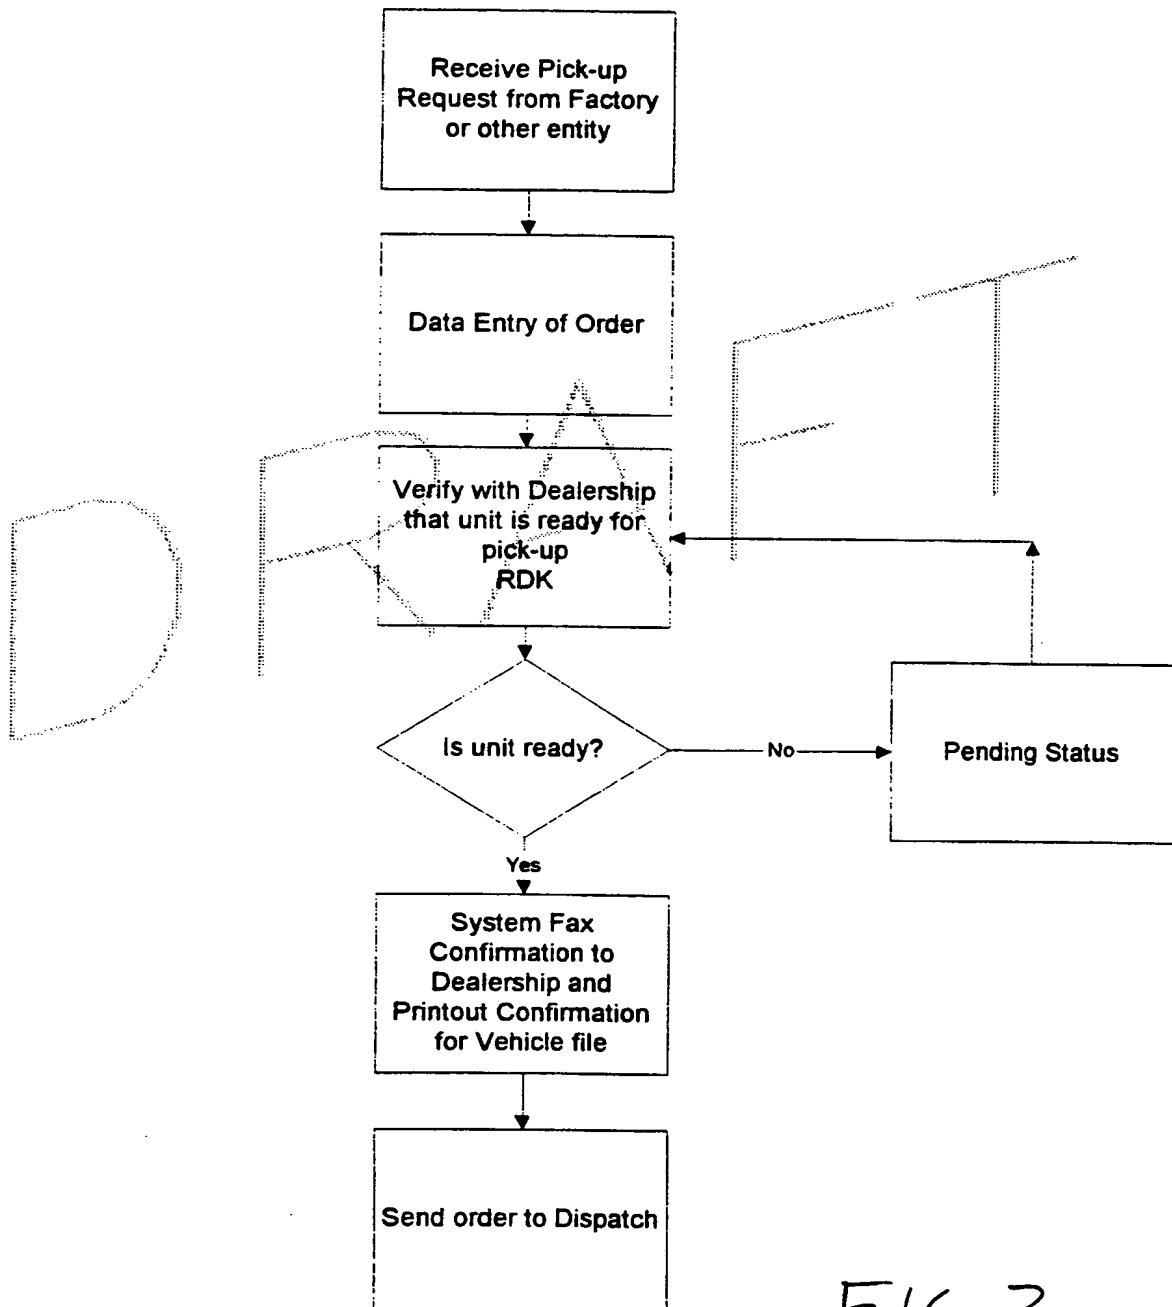 Receive Pick-up
Request from Factory
or other entity
Data Entry of Order
DRAFT
Verify with Dealership
that unit is ready for
pick-up
RDK
Is unit ready?
No
Pending Status
Yes
System Fax
Confirmation to
Dealership and
Printout Confirmation
for Vehicle file
Send order to Dispatch